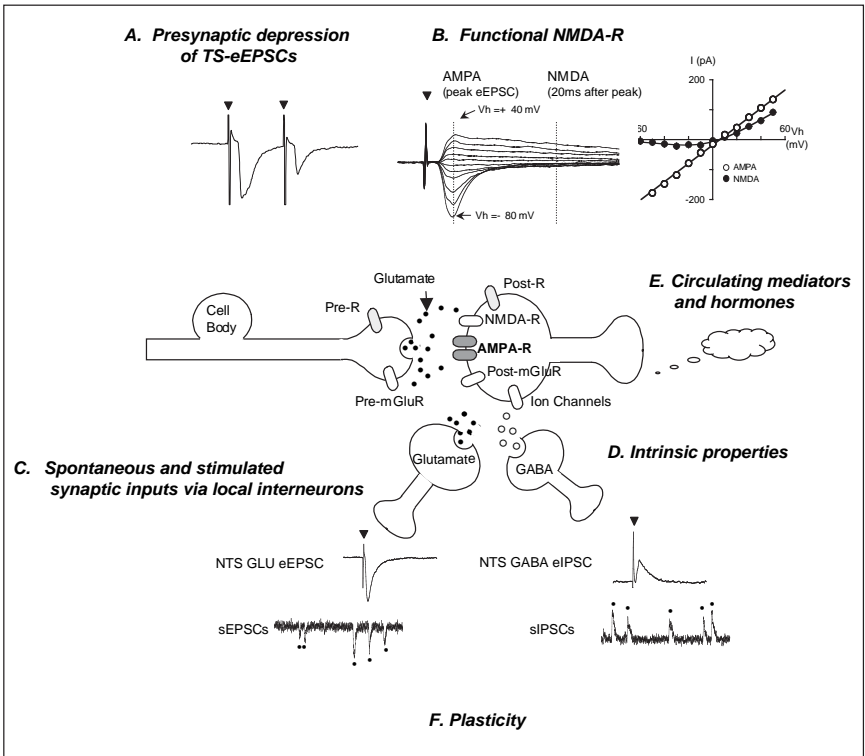 A. Presynaptic depression
of TS-eEPSCs
B. Functional NMDA-R
AMPA
(peak eEPSC)
NMDA
(20ms after peak)
Vh =+ 40 mV
Vh =- 80 mV
I (pA)
200
60
60 Vh
(mV)
AMPA
NMDA
-200
Glutamate
Cell
Body
Pre-R
Pre-mGluR
Post-R
NMDA-R
AMPA-R
Post-mGluR
Ion Channels
E. Circulating mediators
and hormones
Glutamate
GABA
C. Spontaneous and stimulated
synaptic inputs via local interneurons
D. Intrinsic properties
NTS GLU eEPSC
NTS GABA eIPSC
sEPSCs
sIPSCs
F. Plasticity